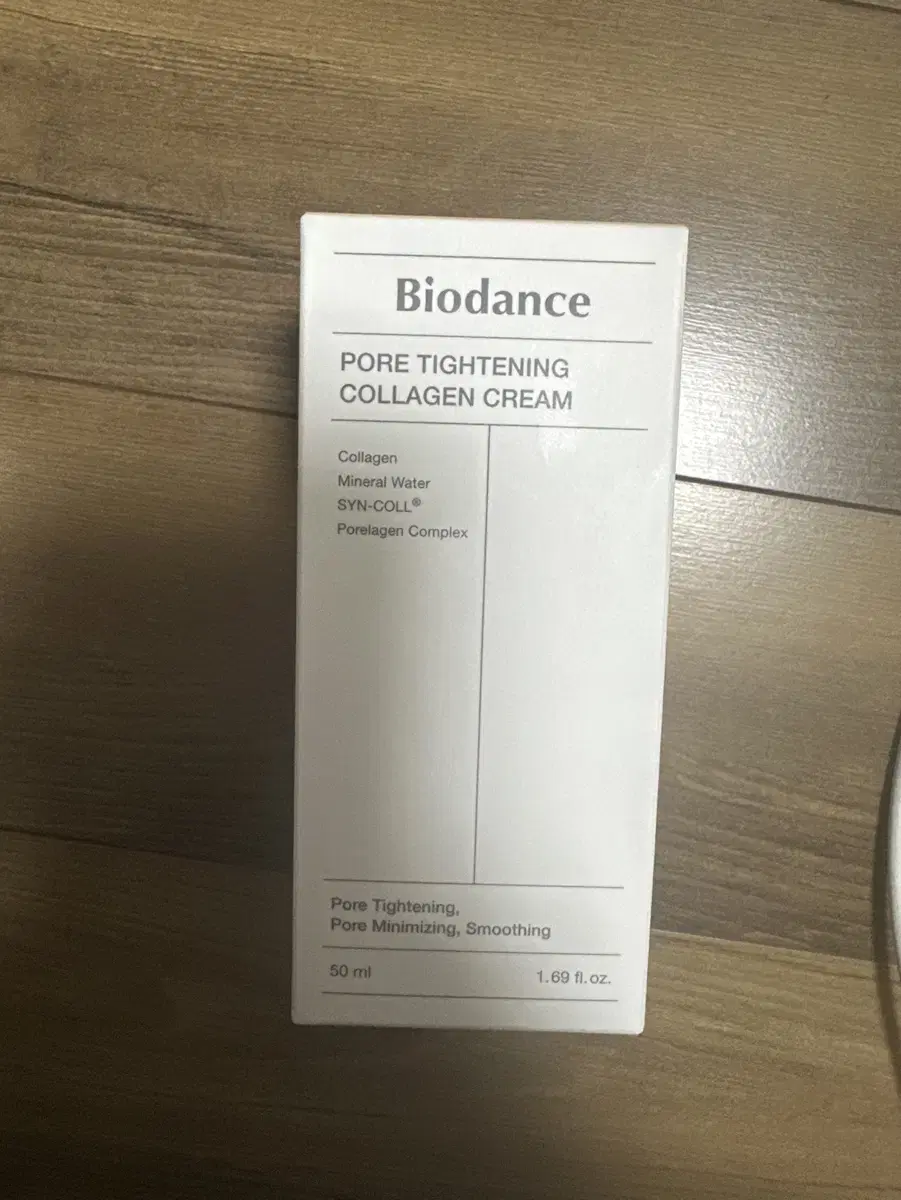 Biodance
PORE TIGHTENING
COLLAGEN CREAM
Collagen
Mineral Water
SYN-COLL®
Porelagen Complex
Pore Tightening,
Pore Minimizing, Smoothing
50 ml 1.69 fl.oz.